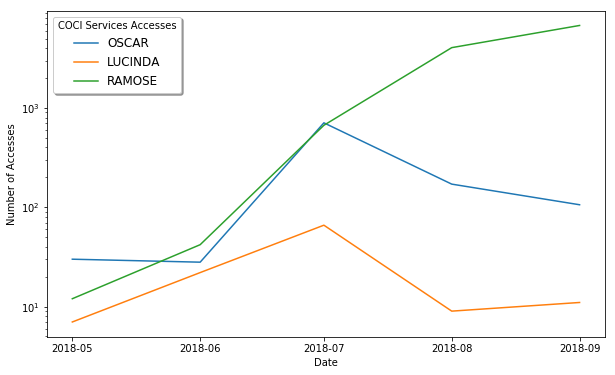 COCI Services Accesses
OSCAR
LUCINDA
RAMOSE
Number of Accesses
10³
10²
10¹
2018-05 2018-06 2018-07 2018-08 2018-09
Date